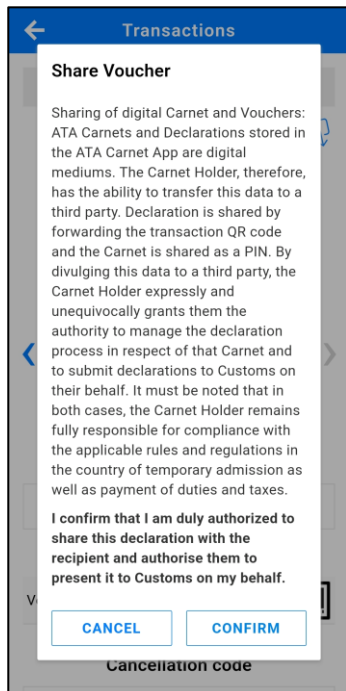 Transactions
Share Voucher
Sharing of digital Carnet and Vouchers:
ATA Carnets and Declarations stored in
the ATA Carnet App are digital
mediums. The Carnet Holder, therefore,
has the ability to transfer this data to a
third party. Declaration is shared by
forwarding the transaction QR code
and the Carnet is shared as a PIN. By
divulging this data to a third party, the
Carnet Holder expressly and
unequivocally grants them the
authority to manage the declaration
process in respect of that Carnet and
to submit declarations to Customs on
their behalf. It must be noted that in
both cases, the Carnet Holder remains
fully responsible for compliance with
the applicable rules and regulations in
the country of temporary admission as
well as payment of duties and taxes.
I confirm that I am duly authorized to
share this declaration with the
recipient and authorise them to
present it to Customs on my behalf.
CANCEL CONFIRM
Cancellation code